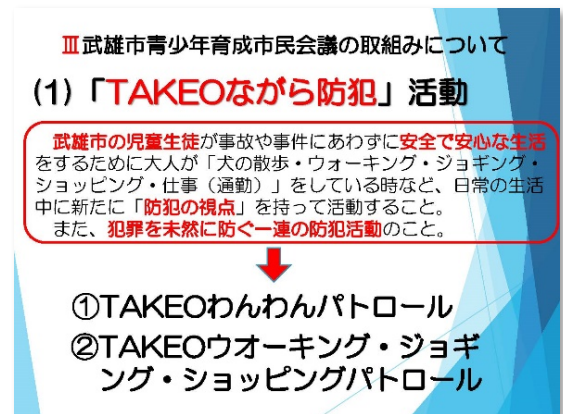 Ⅲ武雄市青少年育成市民会議の取組みについて
(1)「TAKEOながら防犯」活動
武雄市の児童生徒が事故や事件にあわずに安全で安心な生活
をするために大人が「犬の散歩・ウォーキング・ジョギング・
ショッピング・仕事（通勤）」をしている時など、日常の生活
中に新たに「防犯の視点」を持って活動すること。
また、犯罪を未然に防ぐ一連の防犯活動のこと。
①TAKEOわんわんパトロール
②TAKEOウオーキング・ジョギ
ング・ショッピングパトロール